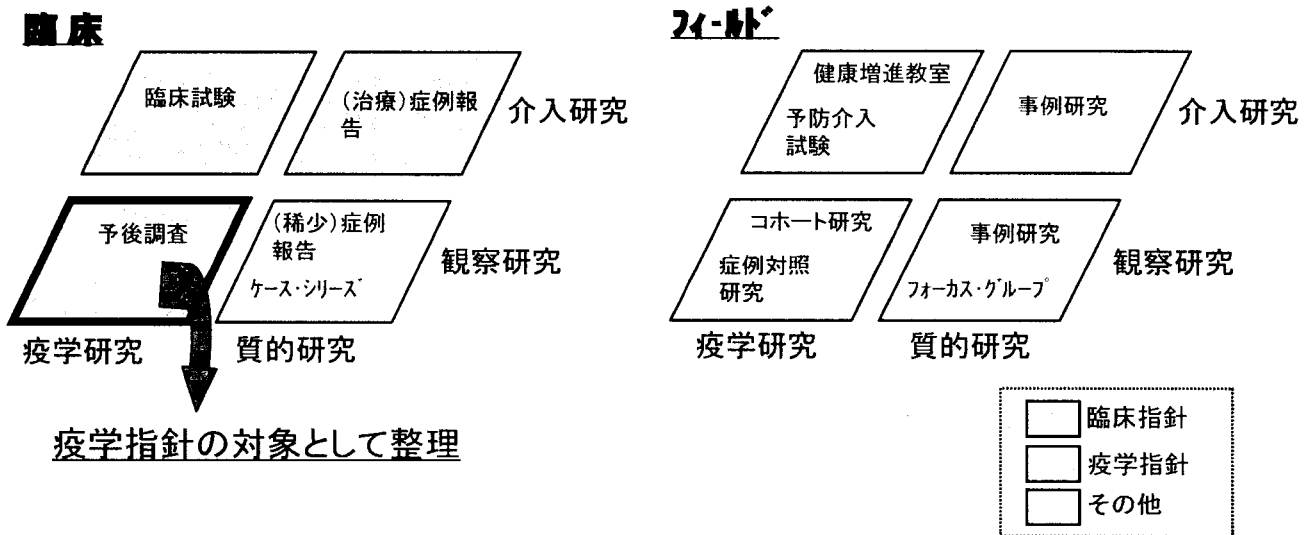 臨床
臨床試験
(治療)症例報
告
介入研究
予後調査
(稀少)症例
報告
ケース・シリーズ
観察研究
疫学研究
質的研究
疫学指針の対象として整理
フィールド
健康増進教室
予防介入
試験
事例研究
介入研究
コホート研究
症例対照
研究
事例研究
フォーカス・グループ
観察研究
疫学研究
質的研究
臨床指針
疫学指針
その他